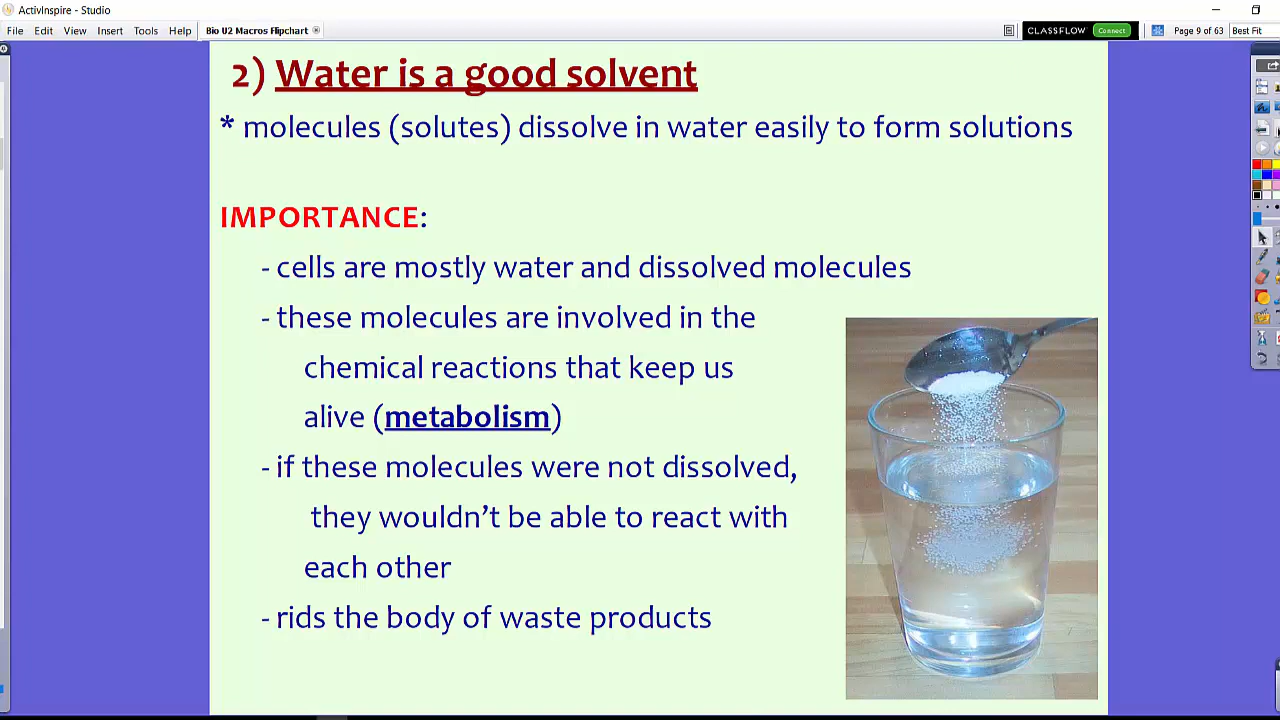 ActivInspire - Studio
File Edit View Insert Tools Help Bio U2 Macros Flipchart CLASSFLOW Connect Page 9 of 63 Best Fit
2) Water is a good solvent
* molecules (solutes) dissolve in water easily to form solutions
IMPORTANCE:
- cells are mostly water and dissolved molecules
- these molecules are involved in the
chemical reactions that keep us
alive (metabolism)
- if these molecules were not dissolved,
they wouldn't be able to react with
each other
- rids the body of waste products